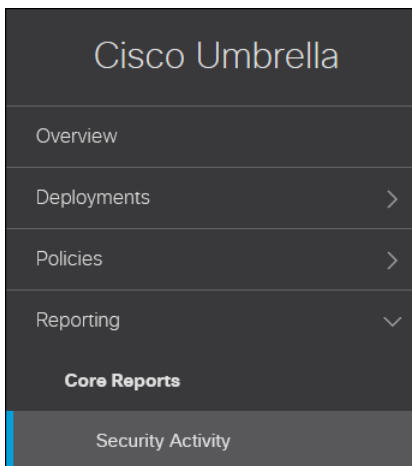 Cisco Umbrella
Overview
Deployments
Policies
Reporting
Core Reports
Security Activity